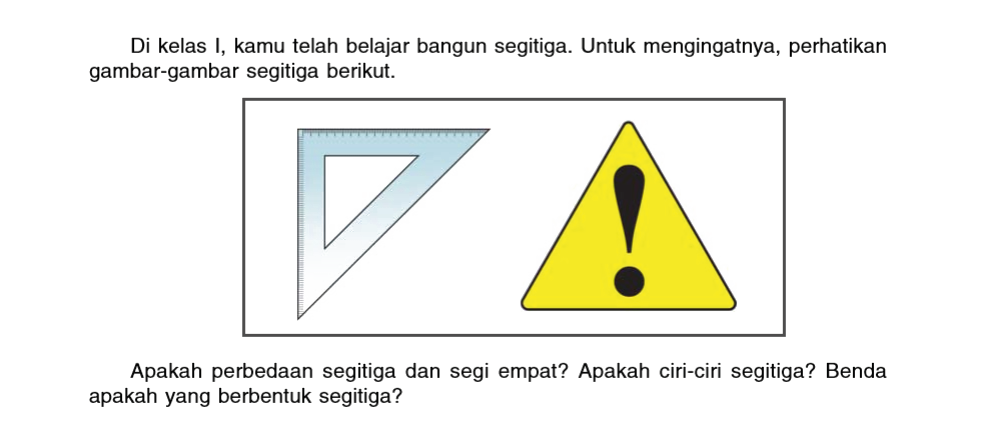 Di kelas I, kamu telah belajar bangun segitiga. Untuk mengingatnya, perhatikan
gambar-gambar segitiga berikut.
!
Apakah perbedaan segitiga dan segi empat? Apakah ciri-ciri segitiga? Benda
apakah yang berbentuk segitiga?